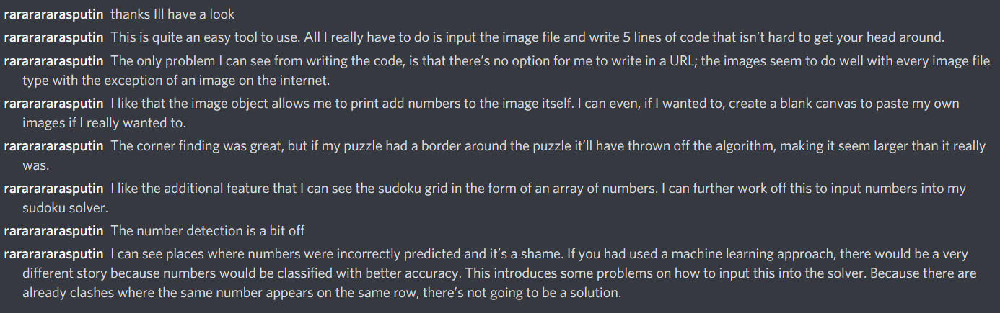 rarararararasputin thanks Ill have a look
rarararararasputin This is quite an easy tool to use. All I really have to do is input the image file and write 5 lines of code that isn’t hard to get your head around.
rarararararasputin The only problem I can see from writing the code, is that there’s no option for me to write in a URL; the images seem to do well with every image file
type with the exception of an image on the internet.
rarararararasputin I like that the image object allows me to print add numbers to the image itself. I can even, if I wanted to, create a blank canvas to paste my own
images if I really wanted to.
rarararararasputin The corner finding was great, but if my puzzle had a border around the puzzle it’ll have thrown off the algorithm, making it seem larger than it really
was.
rarararararasputin I like the additional feature that I can see the sudoku grid in the form of an array of numbers. I can further work off this to input numbers into my
sudoku solver.
rarararararasputin The number detection is a bit off
rarararararasputin I can see places where numbers were incorrectly predicted and it’s a shame. If you had used a machine learning approach, there would be a very
different story because numbers would be classified with better accuracy. This introduces some problems on how to input this into the solver. Because there are
already clashes where the same number appears on the same row, there’s not going to be a solution.